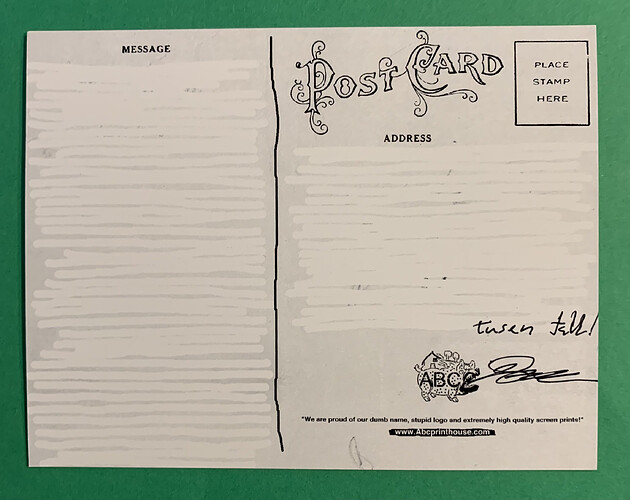 MESSAGE
POST CARD
PLACE
STAMP
HERE
ADDRESS
tusen takk!
ABC
"We are proud of our dumb name, stupid logo and extremely high quality screen prints!"
www.Abcprinthouse.com